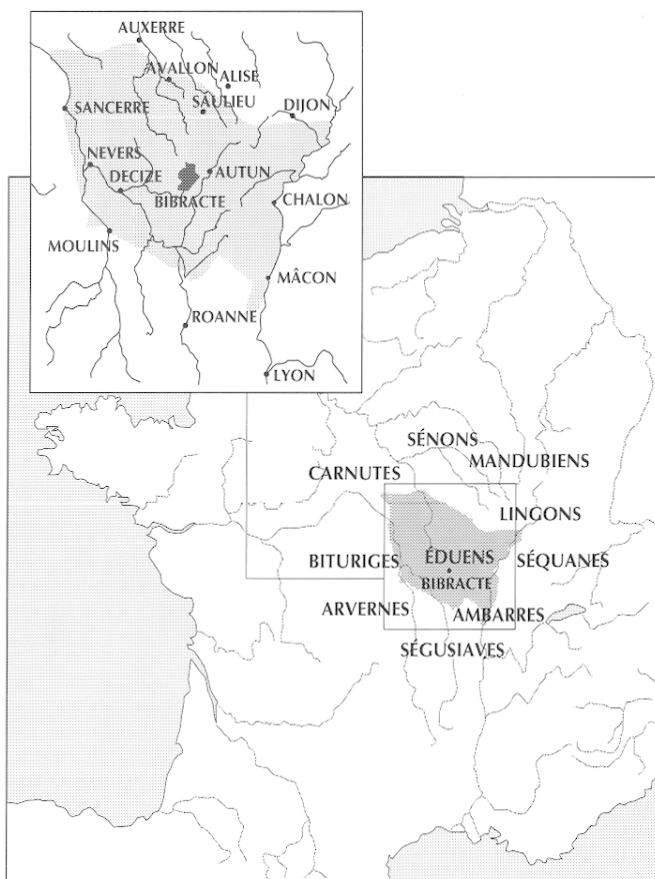 AUXERRE
AVALLON
ALISE
SAULIEU
DIJON
SANCERRE
NEVERS
DECIZE
AUTUN
BIBRACTE
CHALON
MOULINS
MÂCON
ROANNE
LYON
SÉNONS
MANDUBIENS
CARNUTES
LINGONS
BITURIGES
ÉDUENS
SÉQUANES
BIBRACTE
ARVERNES
AMBARRES
SÉGUSIAVES